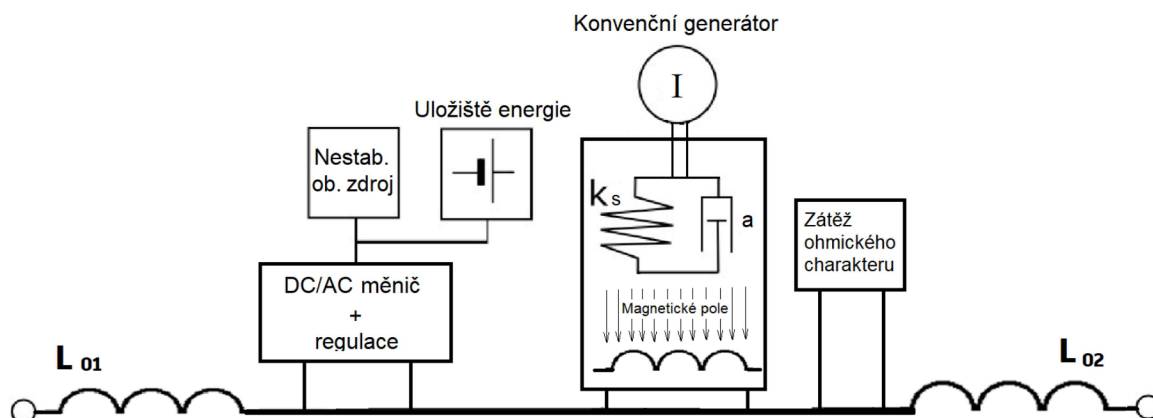 Konvenční generátor
I
Uložiště energie
Nestab.
ob. zdroj
k s
a
Zátěž
ohmického
charakteru
DC/AC měnič
+
regulace
Magnetické pole
L 01
L 02